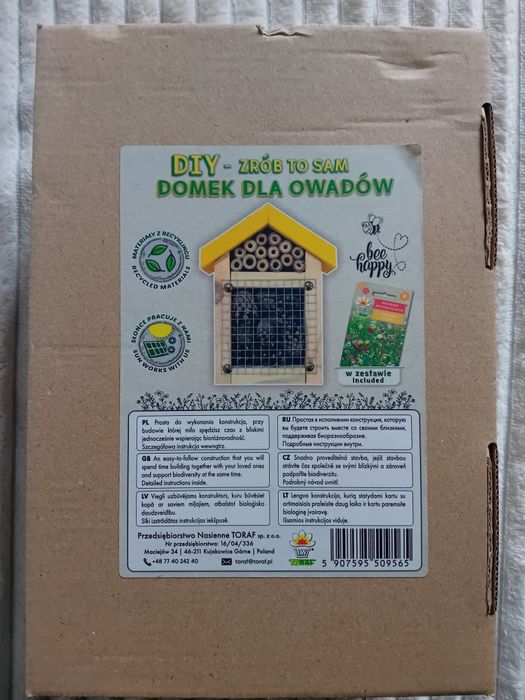 DIY - ZRÓB TO SAM
DOMEK DLA OWADÓW
MATERIAŁY Z RECYKLINGU
RECYCLED MATERIALS
SŁOŃCE PRACUJE Z NAMI
SUN WORKS WITH US
bee
happy
w zestawie
included
PL Prosta do wykonania konstrukcja, przy
budowie której miło spędzisz czas z bliskimi
jednocześnie wspierając bioróżnorodność.
Szczegółowa instrukcja wewnątrz.
GB An easy-to-follow construction that you will
spend time building together with your loved ones
and support biodiversity at the same time.
Detailed instructions inside.
LV Viegli uzbūvējams konstruktors, kuru būvēsiet
kopā ar saviem mīļajiem, atbalstot bioloģisko
daudzveidību.
Sīki izstrādātas instrukcijas iekšpusē.
RU Простая в исполнении конструкция, которую
вы будете строить вместе со своими близкими,
поддерживая биоразнообразие.
Подробные инструкции внутри.
CZ Snadno proveditelná stavba, jejíž stavbou
strávíte čas společně se svými blízkými a zároveň
podpoříte biodiverzitu.
Podrobný návod uvnitř.
LT Lengva konstrukcija, kurią statydami kartu su
artimaisiais praleisite daug laiko ir kartu paremsite
biologinę įvairovę.
Išsamios instrukcijos viduje.
Przedsiębiorstwo Nasienne TORAF sp. z o.o.
Nr przedsiębiorstwa: 16/04/336
Maciejów 34 | 46-211 Kujakowice Górne | Poland
+48 77 40 242 40
toraf@toraf.pl
TORAF
5 907595 509565